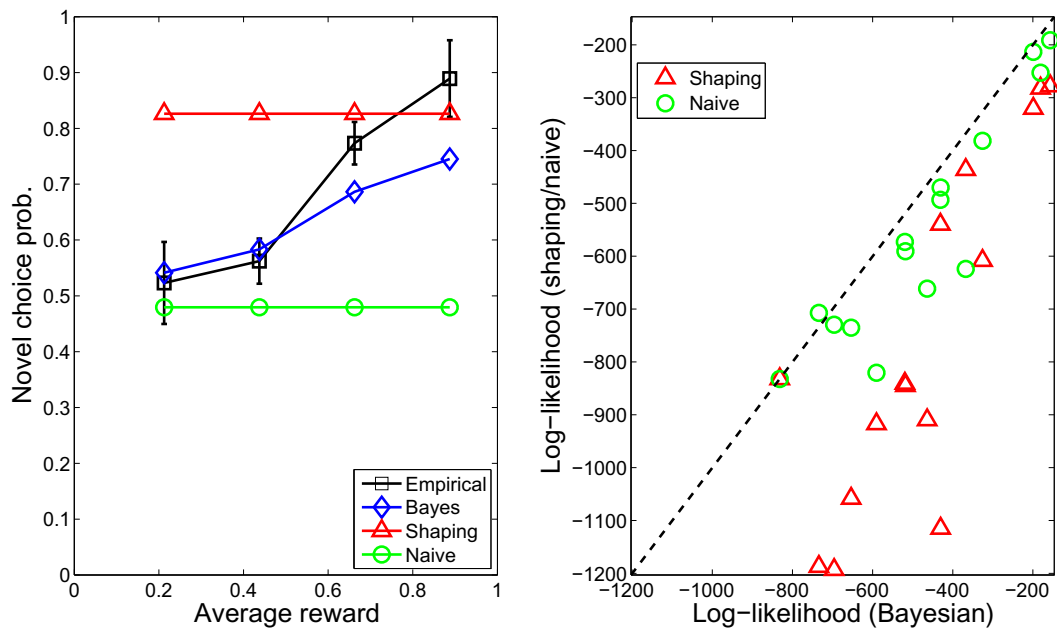 1
0.9
0.8
0.7
0.6
0.5
0.4
0.3
0.2
0.1
0
0 0.2 0.4 0.6 0.8 1
Novel choice prob.
Average reward
Empirical
Bayes
Shaping
Naive
−200
−300
−400
−500
−600
−700
−800
−900
−1000
−1100
−1200
−1200 −1000 −800 −600 −400 −200
Log−likelihood (shaping/naive)
Log−likelihood (Bayesian)
Shaping
Naive